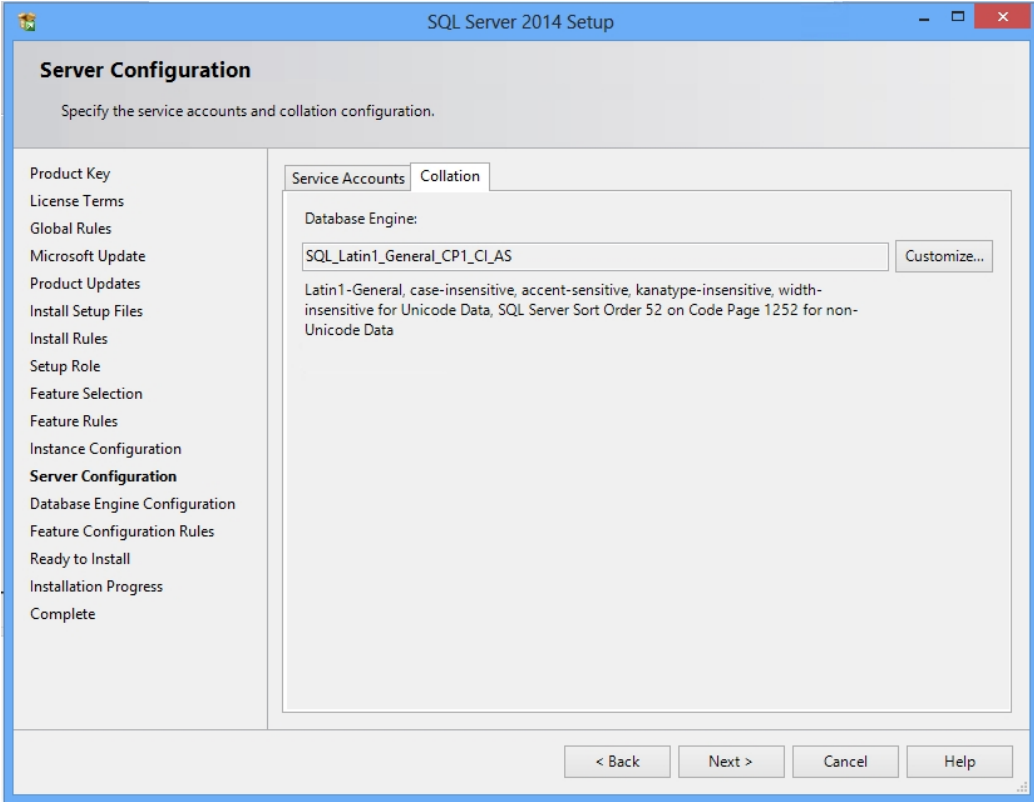 SQL Server 2014 Setup
Server Configuration
Specify the service accounts and collation configuration.
Product Key
License Terms
Global Rules
Microsoft Update
Product Updates
Install Setup Files
Install Rules
Setup Role
Feature Selection
Feature Rules
Instance Configuration
Server Configuration
Database Engine Configuration
Feature Configuration Rules
Ready to Install
Installation Progress
Complete
Service Accounts
Collation
Database Engine:
SQL_Latin1_General_CP1_CI_AS
Customize...
Latin1-General, case-insensitive, accent-sensitive, kanatype-insensitive, width-
insensitive for Unicode Data, SQL Server Sort Order 52 on Code Page 1252 for non-
Unicode Data
< Back
Next >
Cancel
Help